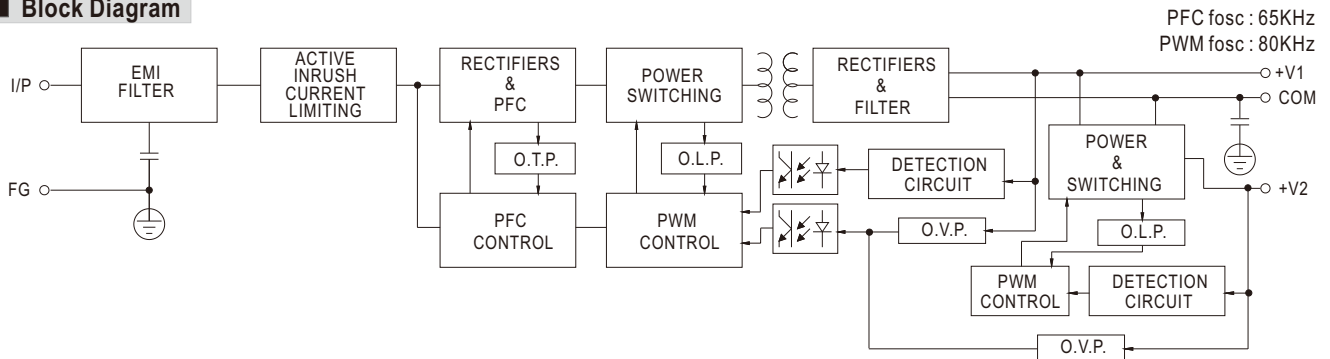 Block Diagram
PFC fosc : 65KHz
PWM fosc : 80KHz
I/P
EMI
FILTER
ACTIVE
INRUSH
CURRENT
LIMITING
RECTIFIERS
&
PFC
POWER
SWITCHING
RECTIFIERS
&
FILTER
+V1
COM
POWER
&
SWITCHING
O.T.P.
O.L.P.
DETECTION
CIRCUIT
FG
+V2
PFC
CONTROL
PWM
CONTROL
O.V.P.
O.L.P.
PWM
CONTROL
DETECTION
CIRCUIT
O.V.P.